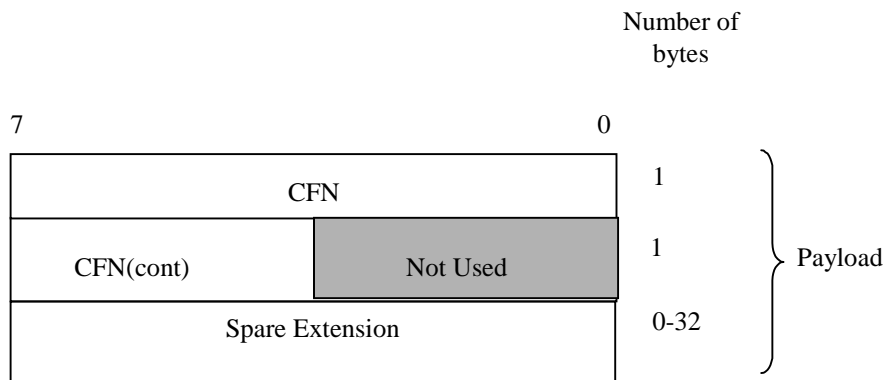 Number of
bytes
7 0
CFN 1
CFN(cont) Not Used 1 Payload
Spare Extension 0-32